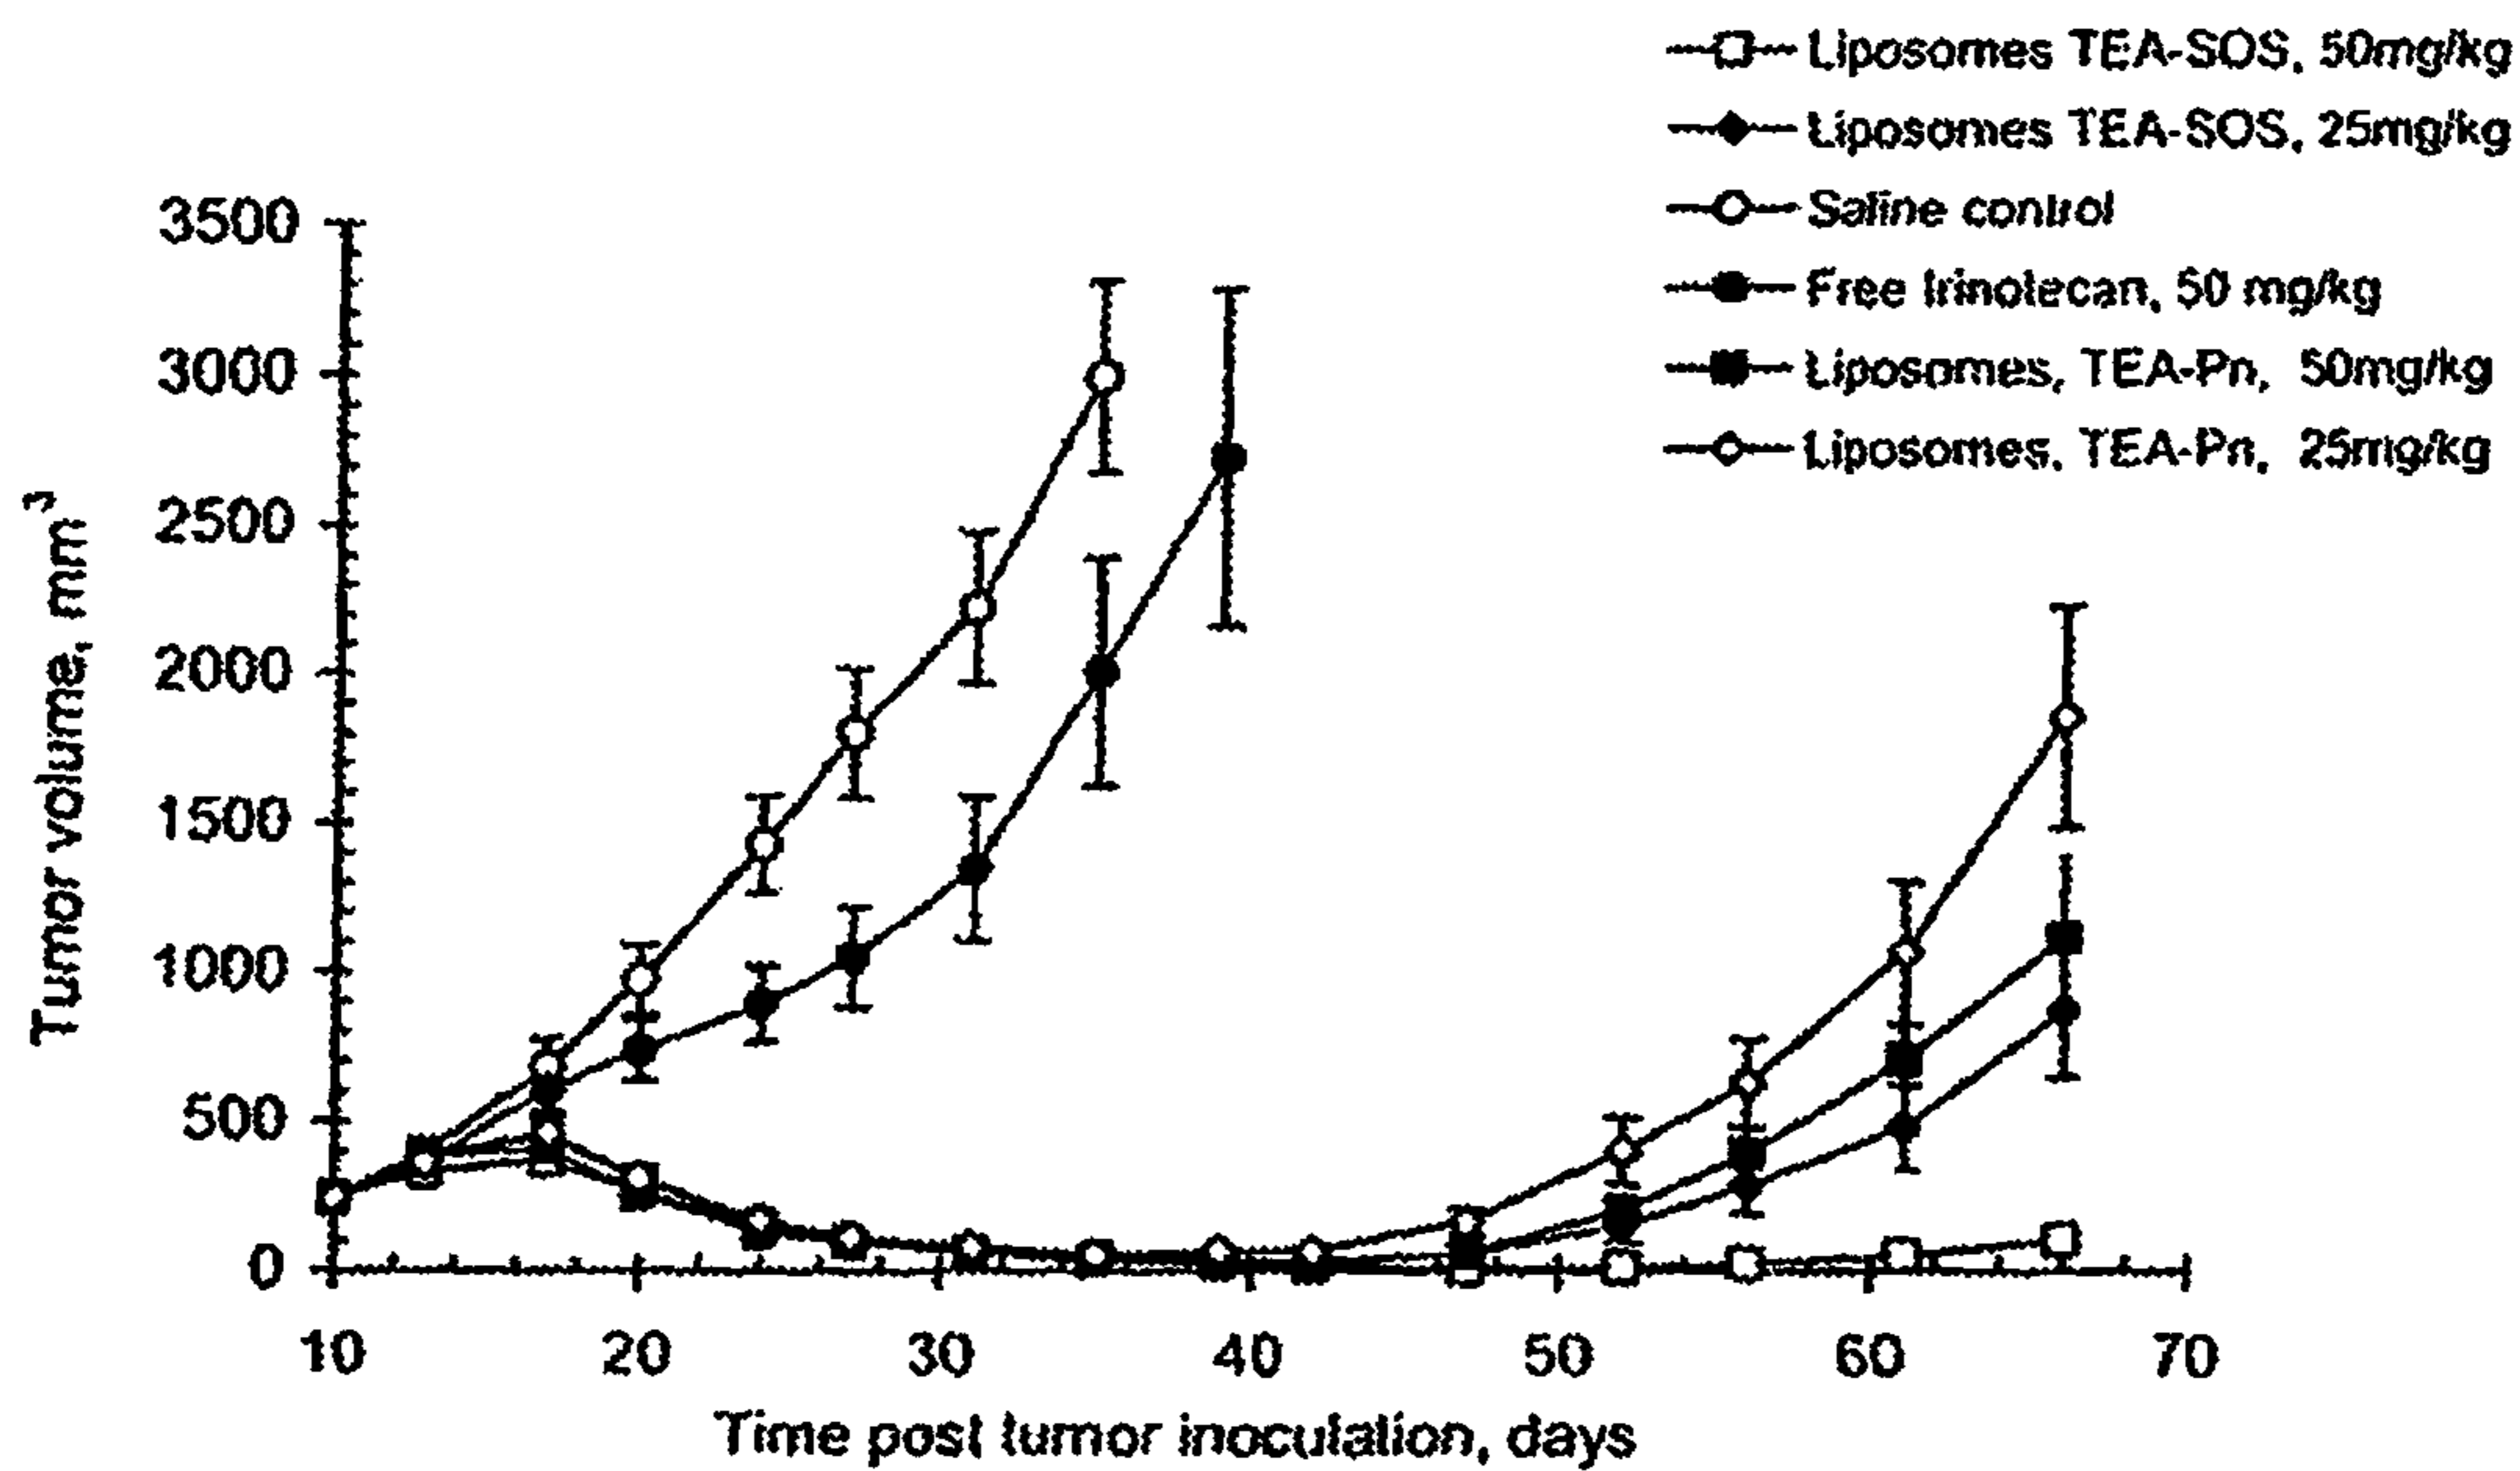 Liposomes TEA-SOS, 50mg/kg
Liposomes TEA-SOS, 25mg/kg
Saline control
Free Irinotecan, 50 mg/kg
Liposomes, TEA-Pn, 50mg/kg
Liposomes, TEA-Pn, 25mg/kg
Tumor volume, mm³
3500
3000
2500
2000
1500
1000
500
0
10 20 30 40 50 60 70
Time post tumor inoculation, days